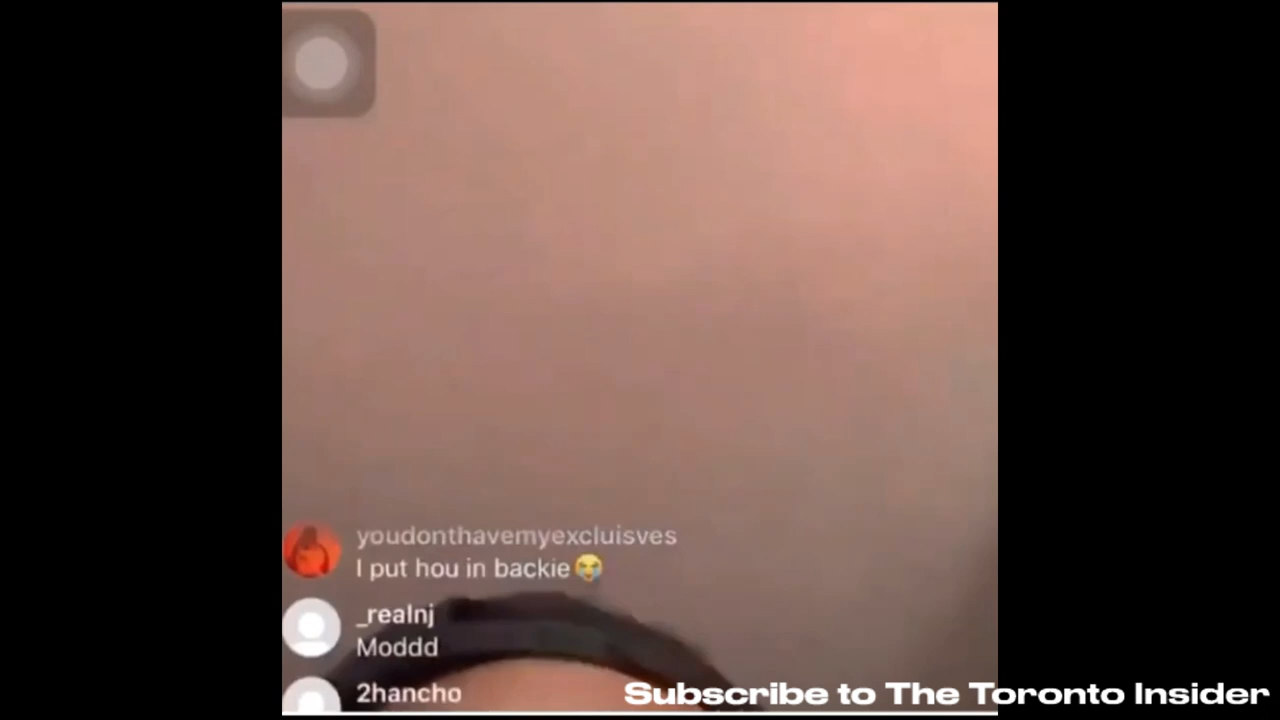 youdonthavemyexcluisves
I put hou in backie😭
_realnj
Moddd
2hancho
Subscribe to The Toronto Insider